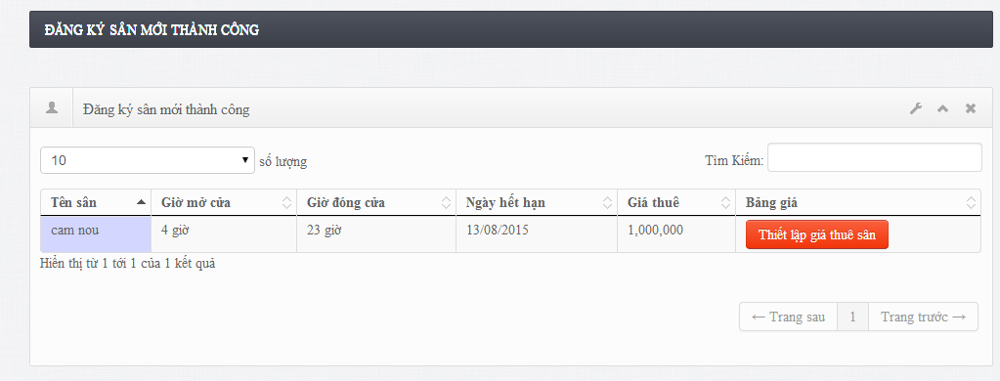 ĐĂNG KÝ SÂN MỚI THÀNH CÔNG
Đăng ký sân mới thành công
10 số lượng Tìm Kiếm:
Tên sân Giờ mở cửa Giờ đóng cửa Ngày hết hạn Giá thuê Bảng giá
cam nou 4 giờ 23 giờ 13/08/2015 1,000,000 Thiết lập giá thuê sân
Hiển thị từ 1 tới 1 của 1 kết quả
← Trang sau 1 Trang trước →